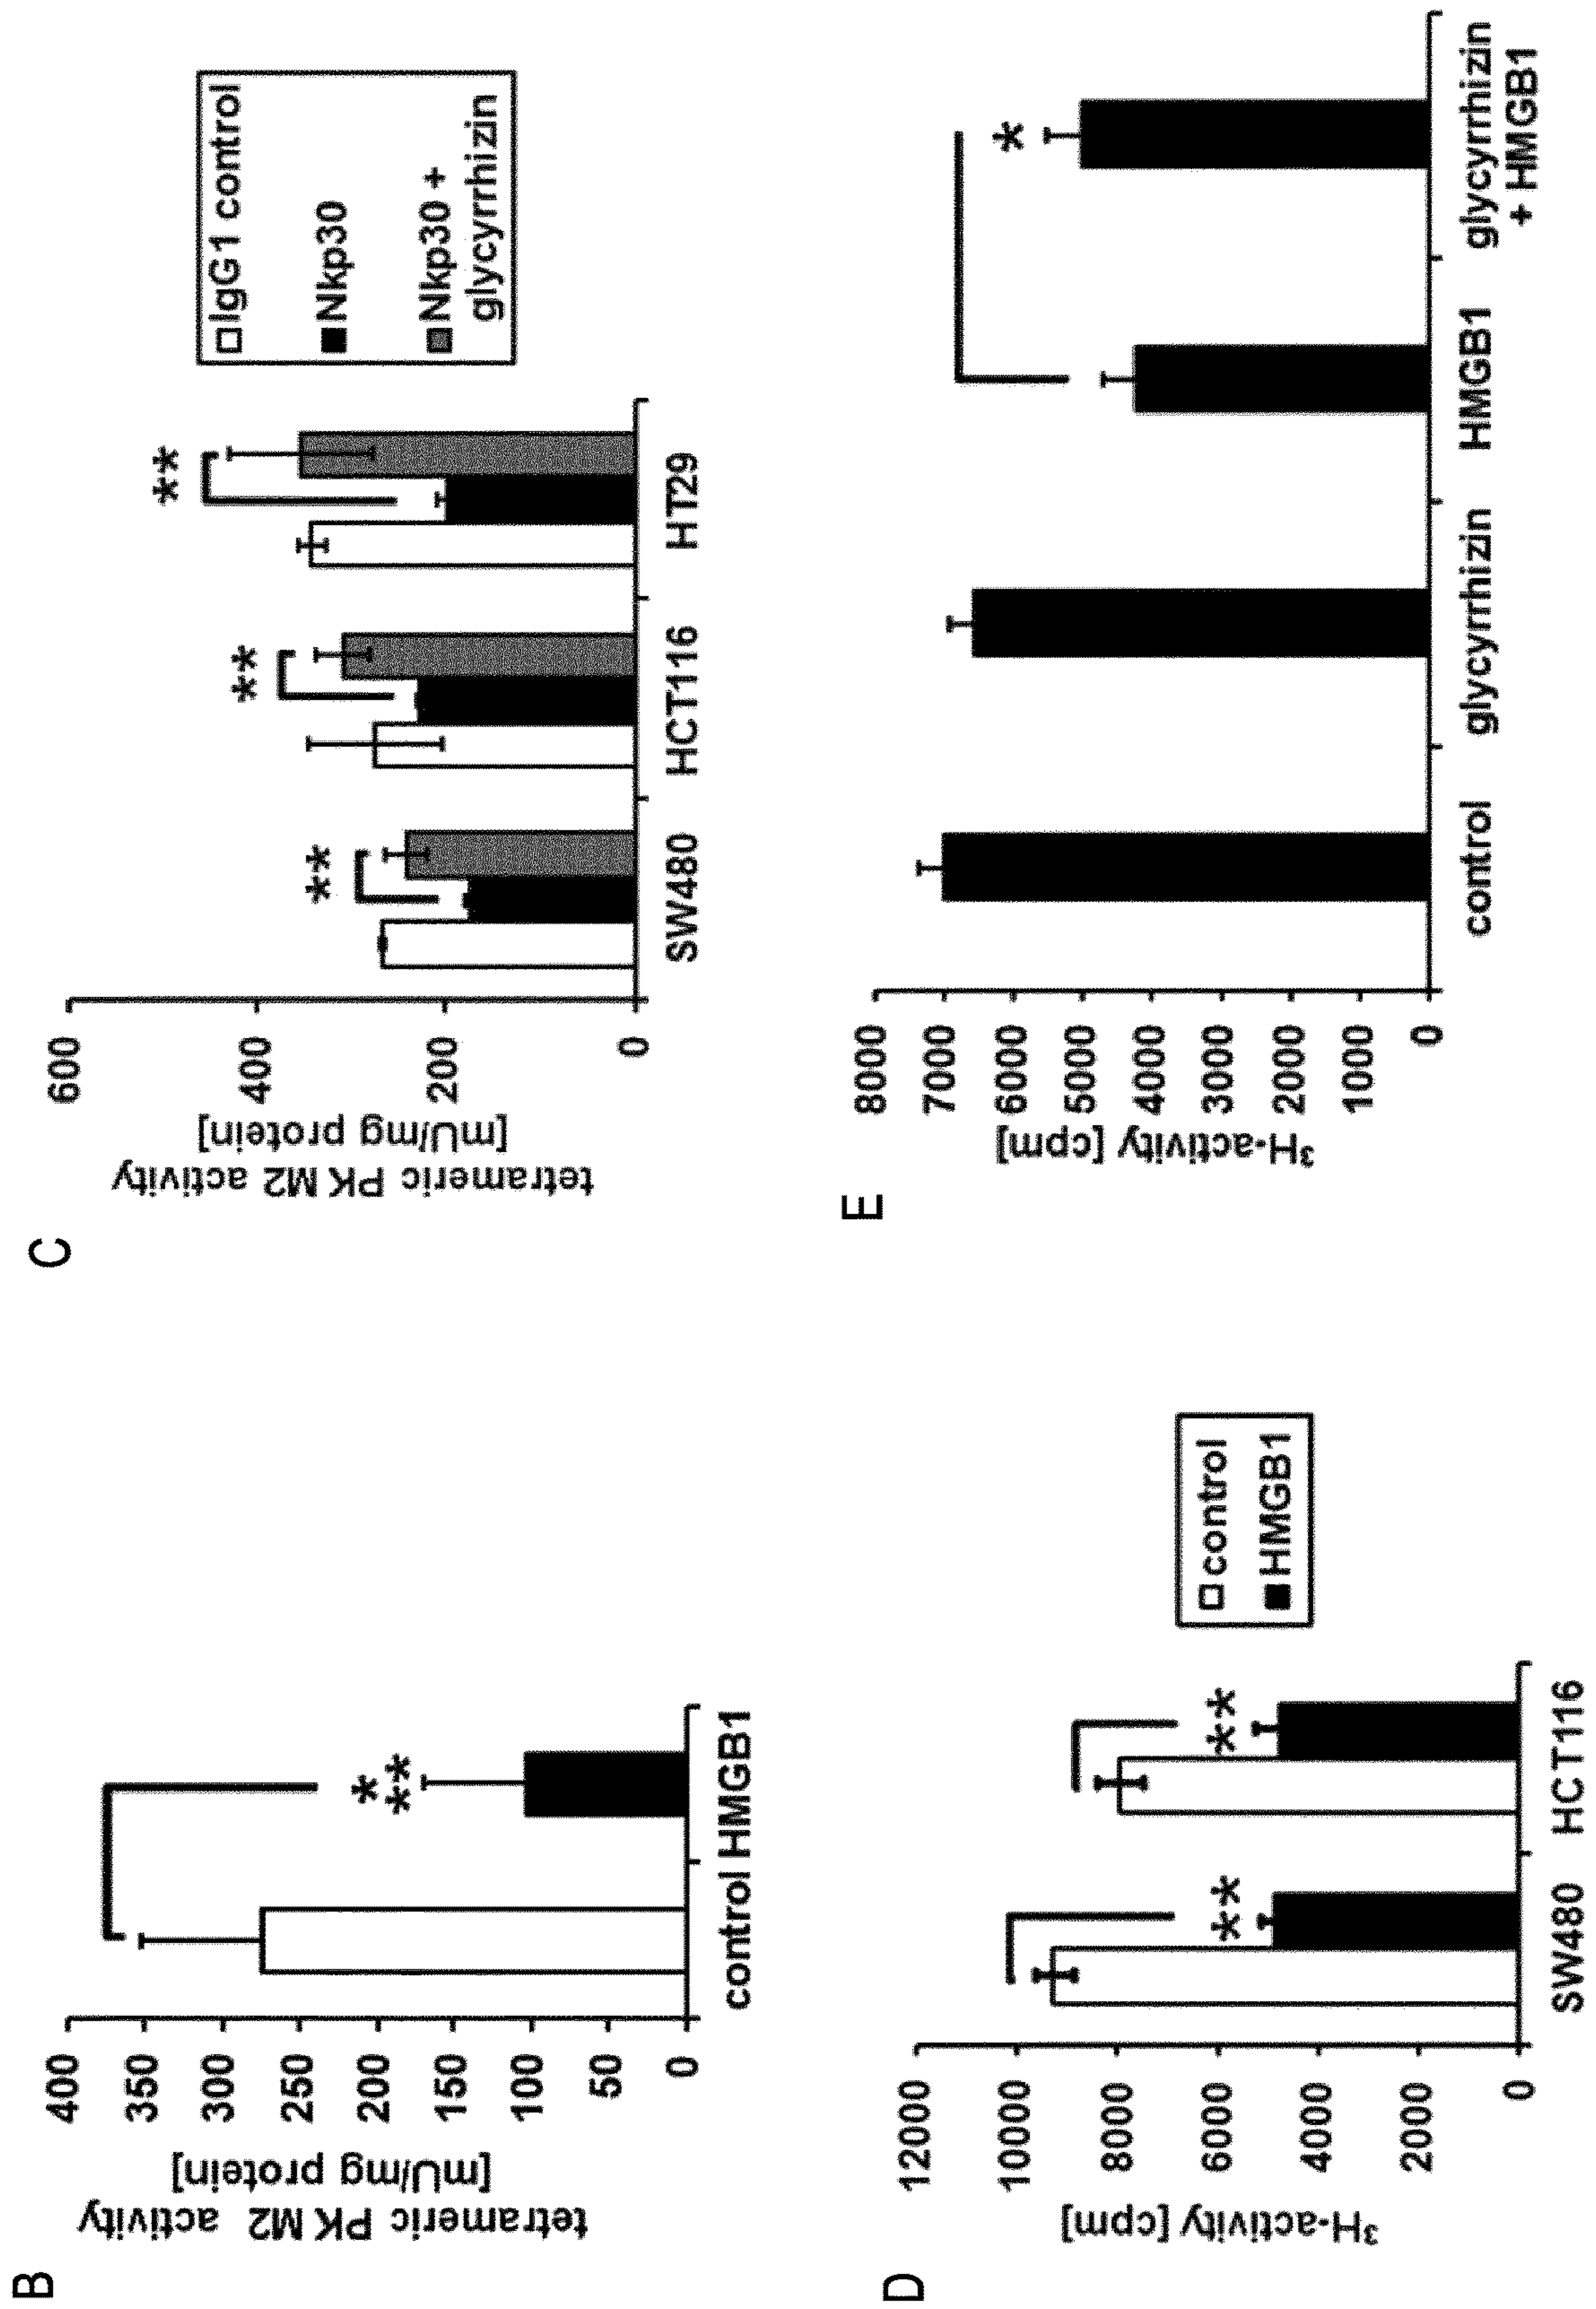 B
tetrameric PK M2 activity
[mU/mg protein]
400
350
300
250
200
150
100
50
0
*
**
control HMGB1
C
tetrameric PK M2 activity
[mU/mg protein]
600
400
200
0
**
**
**
SW480 HCT116 HT29
IgG1 control
Nkp30
Nkp30 +
glycyrrhizin
D
³H-activity [cpm]
12000
10000
8000
6000
4000
2000
0
**
**
SW480 HCT116
control
HMGB1
E
³H-activity [cpm]
8000
7000
6000
5000
4000
3000
2000
1000
0
*
control glycyrrhizin HMGB1 glycyrrhizin
+ HMGB1